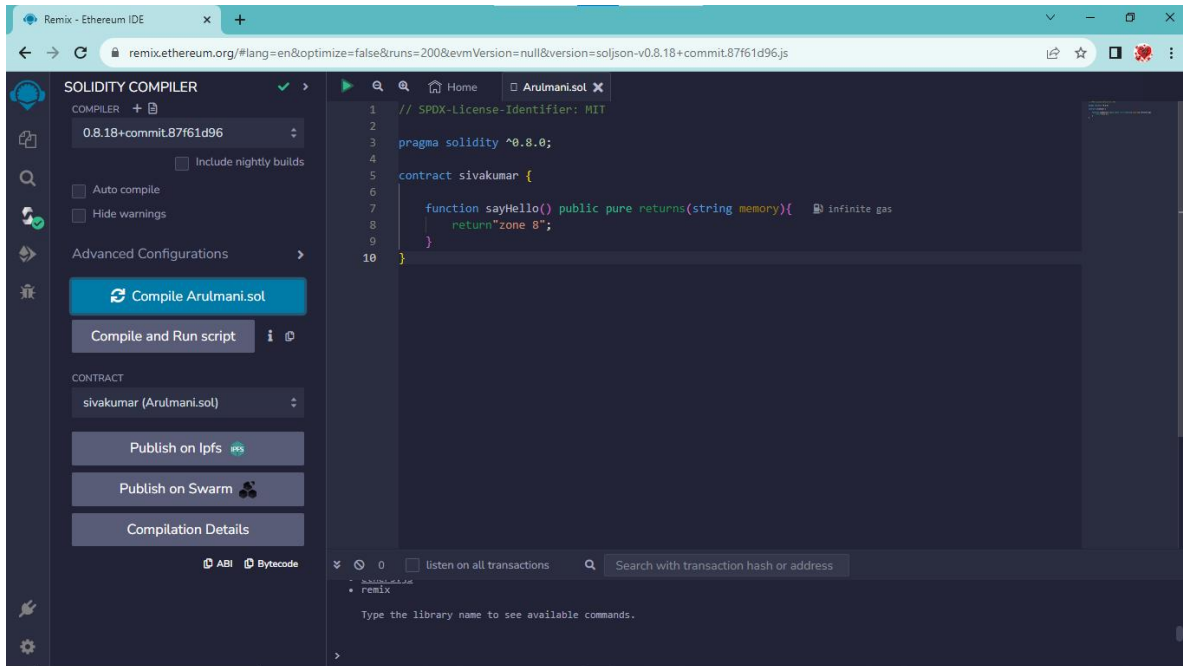 Remix - Ethereum IDE
remix.ethereum.org/#lang=en&optimize=false&runs=200&evmVersion=null&version=soljson-v0.8.18+commit.87f61d96.js
SOLIDITY COMPILER
COMPILER
0.8.18+commit.87f61d96
Include nightly builds
Auto compile
Hide warnings
Advanced Configurations
Compile Arulmani.sol
Compile and Run script
CONTRACT
sivakumar (Arulmani.sol)
Publish on Ipfs IPFS
Publish on Swarm
Compilation Details
ABI Bytecode
Home Arulmani.sol
1 // SPDX-License-Identifier: MIT
2
3 pragma solidity ^0.8.0;
4
5 contract sivakumar {
6
7 function sayHello() public pure returns(string memory){ infinite gas
8 return"zone 8";
9 }
10 }
0 listen on all transactions Search with transaction hash or address
• remix
Type the library name to see available commands.
>